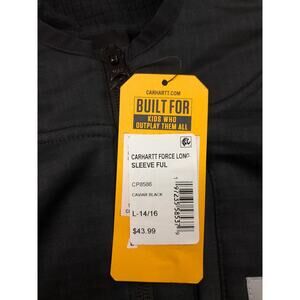 CARHARTT.COM
BUILT FOR
KIDS WHO
OUTPLAY THEM ALL
CARHARTT FORCE LONG
SLEEVE FUL
CP8586
CAVIAR BLACK
L-14/16
$43.99